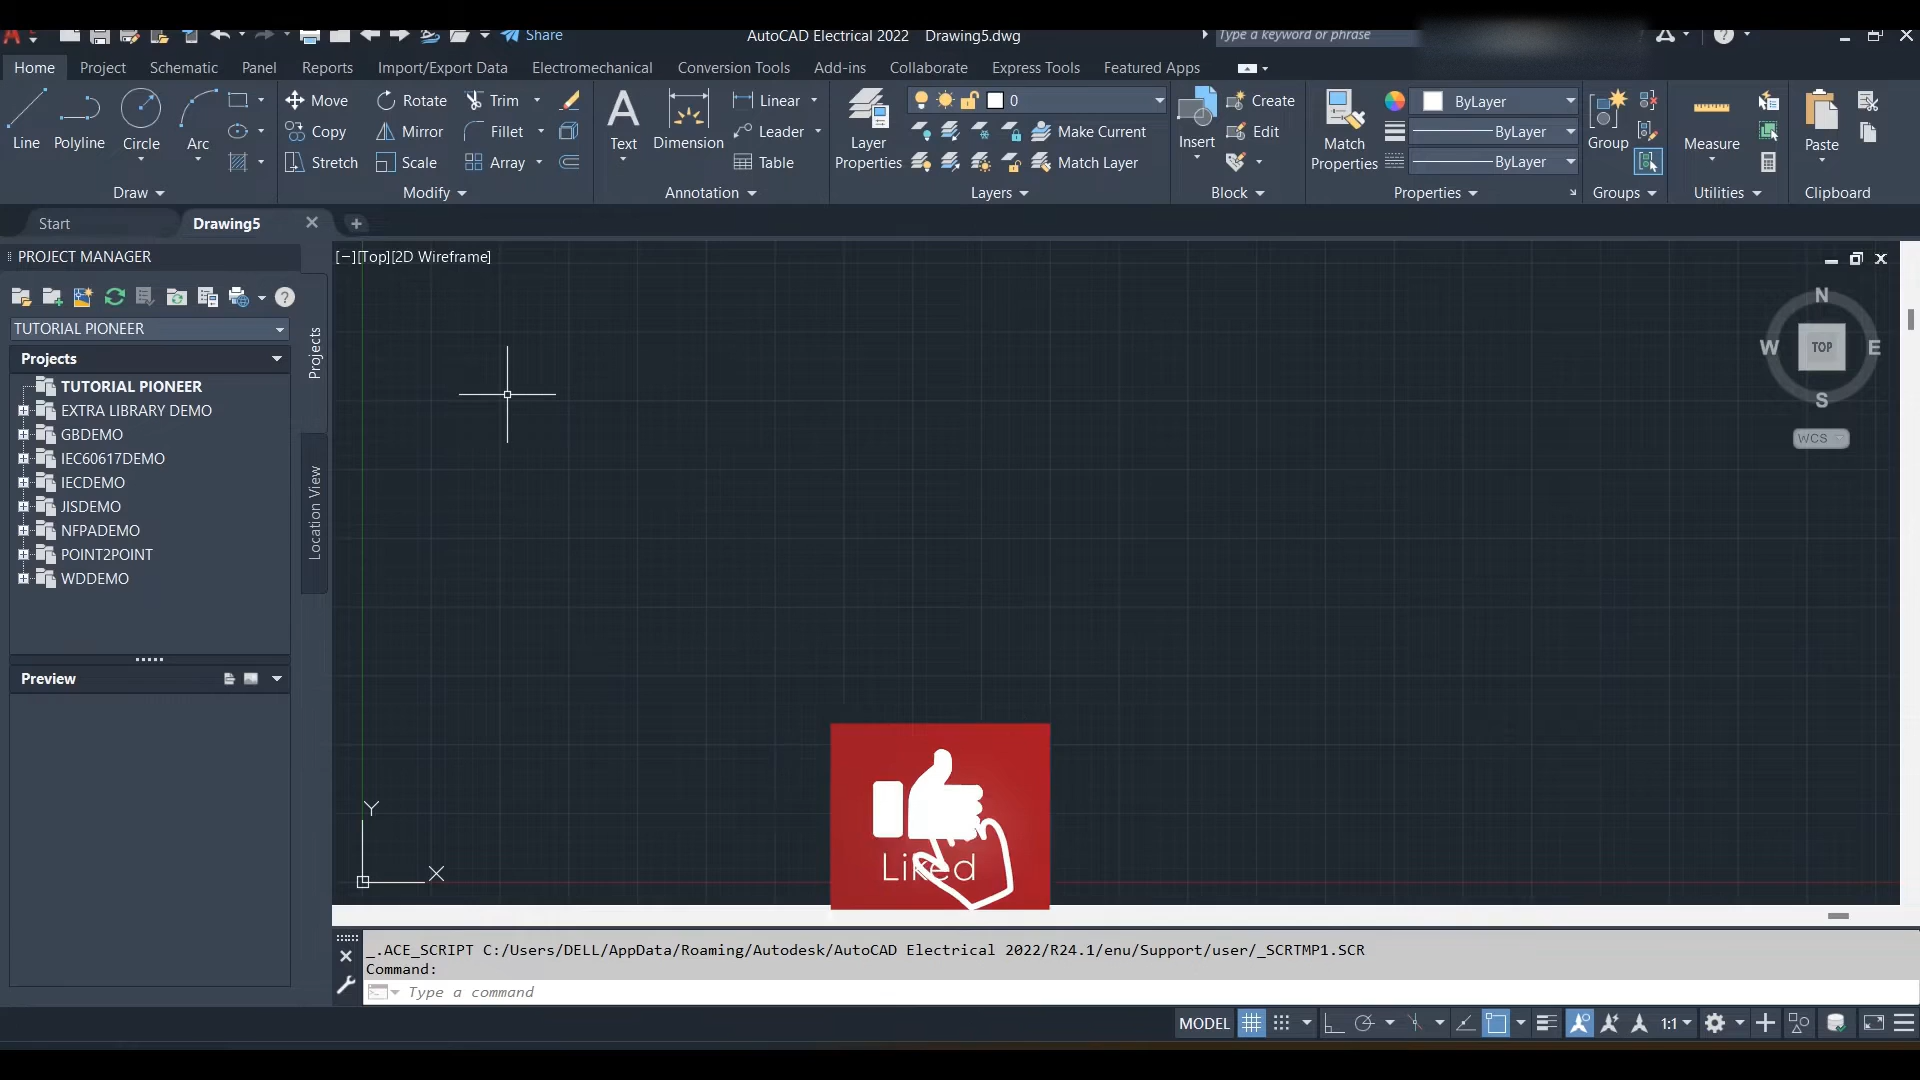 Share
AutoCAD Electrical 2022 Drawing5.dwg
Type a keyword or phrase
Home Project Schematic Panel Reports Import/Export Data Electromechanical Conversion Tools Add-ins Collaborate Express Tools Featured Apps
Line Polyline Circle Arc
Move Rotate Trim
Copy Mirror Fillet
Stretch Scale Array
Text Dimension
Linear
Leader
Table
Layer Properties
0
Make Current
Match Layer
Insert
Create
Edit
Match Properties
ByLayer
ByLayer
ByLayer
Group
Measure
Paste
Draw Modify Annotation Layers Block Properties Groups Utilities Clipboard
Start Drawing5
PROJECT MANAGER
[−][Top][2D Wireframe]
TUTORIAL PIONEER
Projects
TUTORIAL PIONEER
EXTRA LIBRARY DEMO
GBDEMO
IEC60617DEMO
IECDEMO
JISDEMO
NFPADEMO
POINT2POINT
WDDEMO
Projects
Location View
Preview
N
W TOP E
S
WCS
Y
X
Liked
_.ACE_SCRIPT C:/Users/DELL/AppData/Roaming/Autodesk/AutoCAD Electrical 2022/R24.1/enu/Support/user/_SCRTMP1.SCR
Command:
Type a command
MODEL
1:1